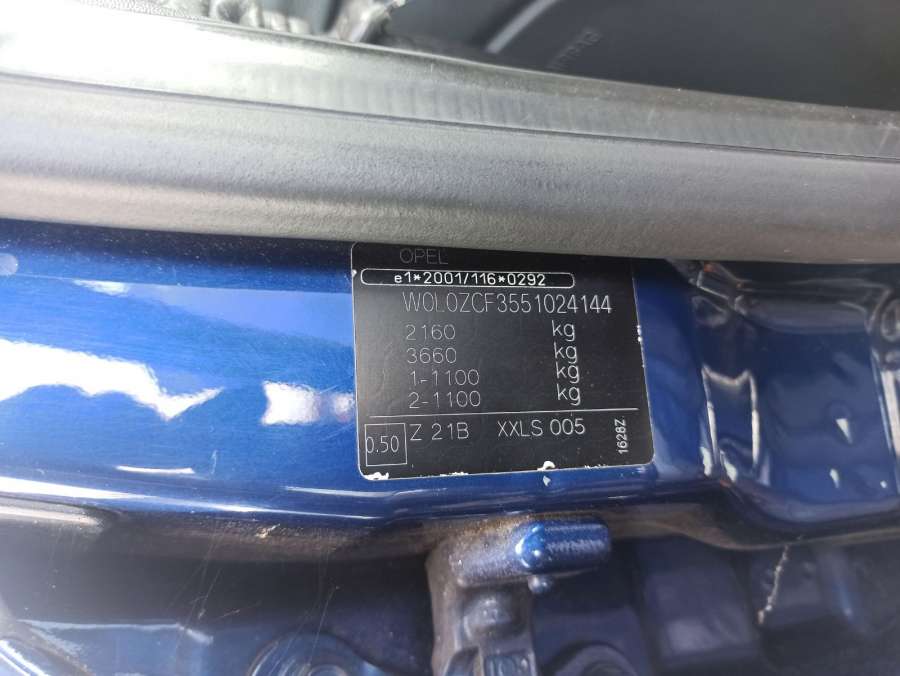 OPEL
e1*2001/116*0292
W0L0ZCF3551024144
2160 kg
3660 kg
1-1100 kg
2-1100 kg
0.50 Z 21B XXLS 005
1628Z